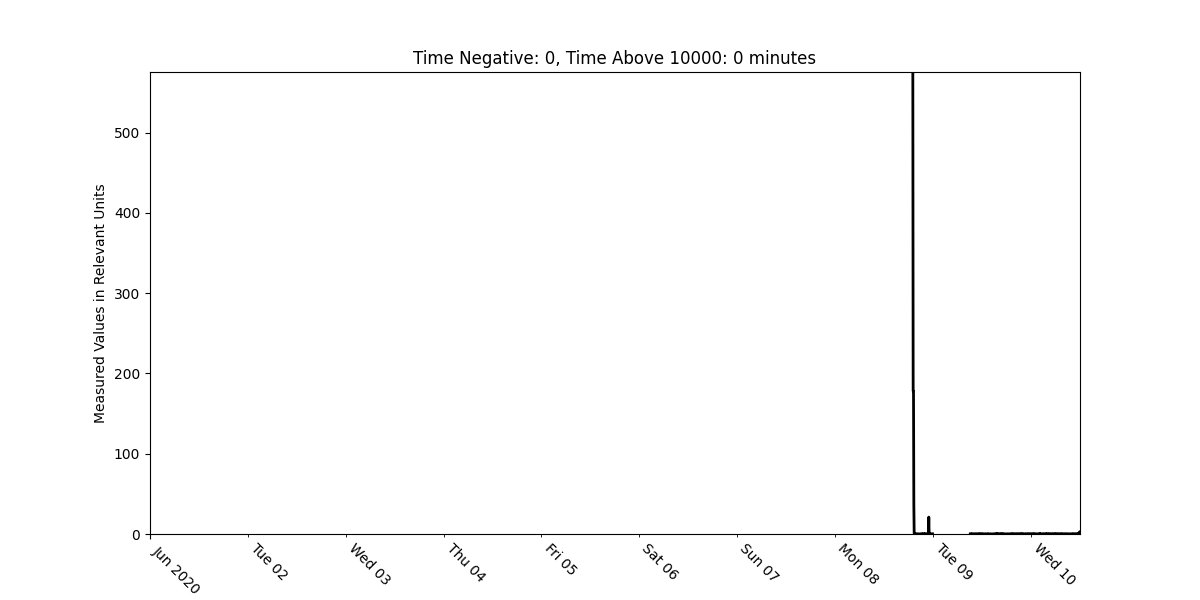 Time Negative: 0, Time Above 10000: 0 minutes
Measured Values in Relevant Units
500
400
300
200
100
0
Jun 2020
Tue 02
Wed 03
Thu 04
Fri 05
Sat 06
Sun 07
Mon 08
Tue 09
Wed 10